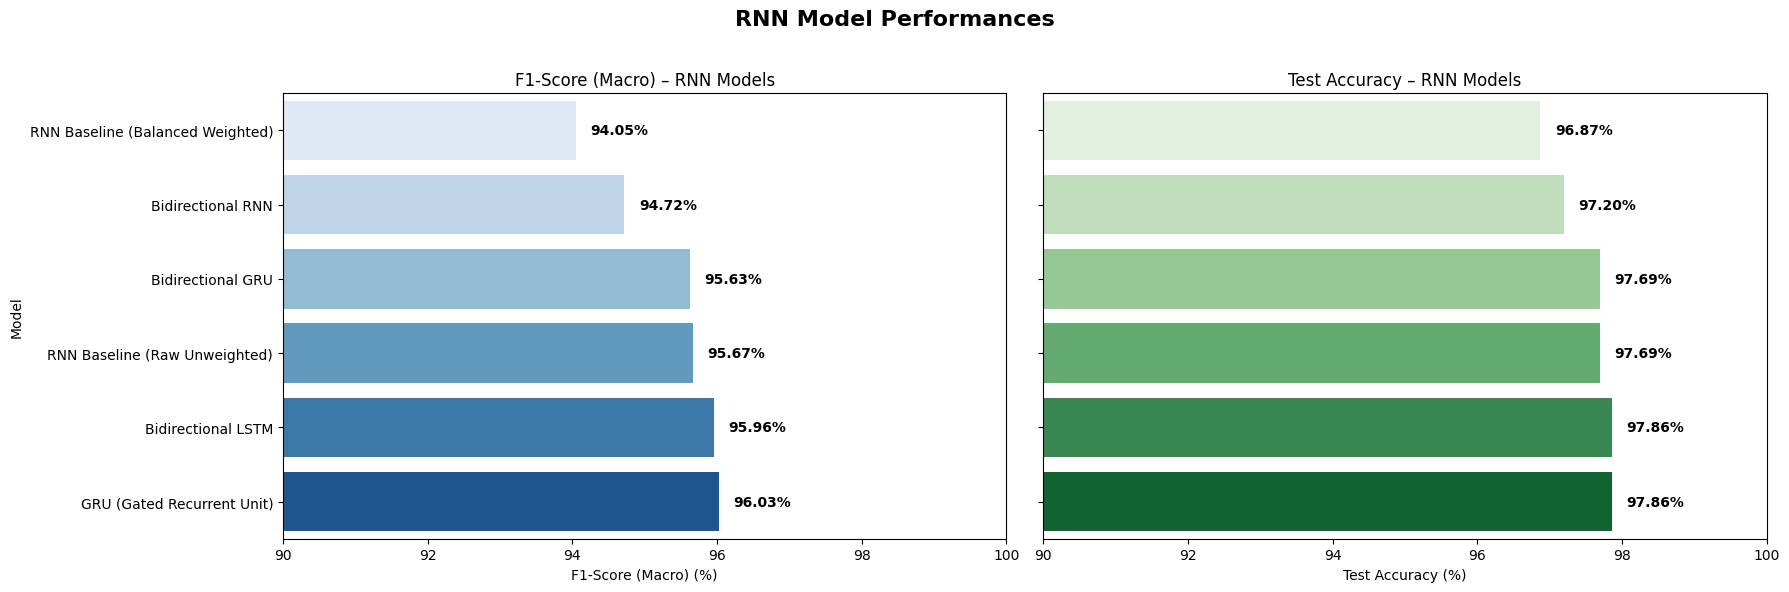 RNN Model Performances
F1-Score (Macro) – RNN Models
Model
RNN Baseline (Balanced Weighted)
94.05%
Bidirectional RNN
94.72%
Bidirectional GRU
95.63%
RNN Baseline (Raw Unweighted)
95.67%
Bidirectional LSTM
95.96%
GRU (Gated Recurrent Unit)
96.03%
90 92 94 96 98 100
F1-Score (Macro) (%)
Test Accuracy – RNN Models
96.87%
97.20%
97.69%
97.69%
97.86%
97.86%
90 92 94 96 98 100
Test Accuracy (%)